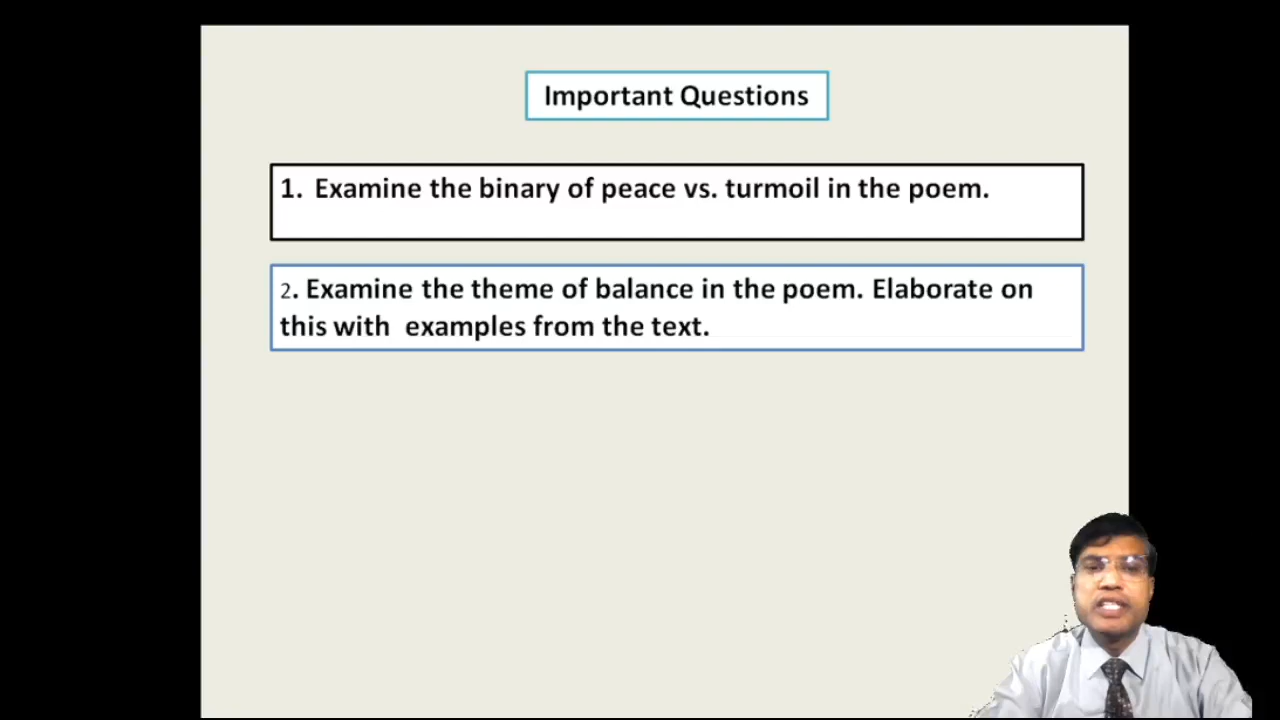 Important Questions
1. Examine the binary of peace vs. turmoil in the poem.
2. Examine the theme of balance in the poem. Elaborate on
this with examples from the text.